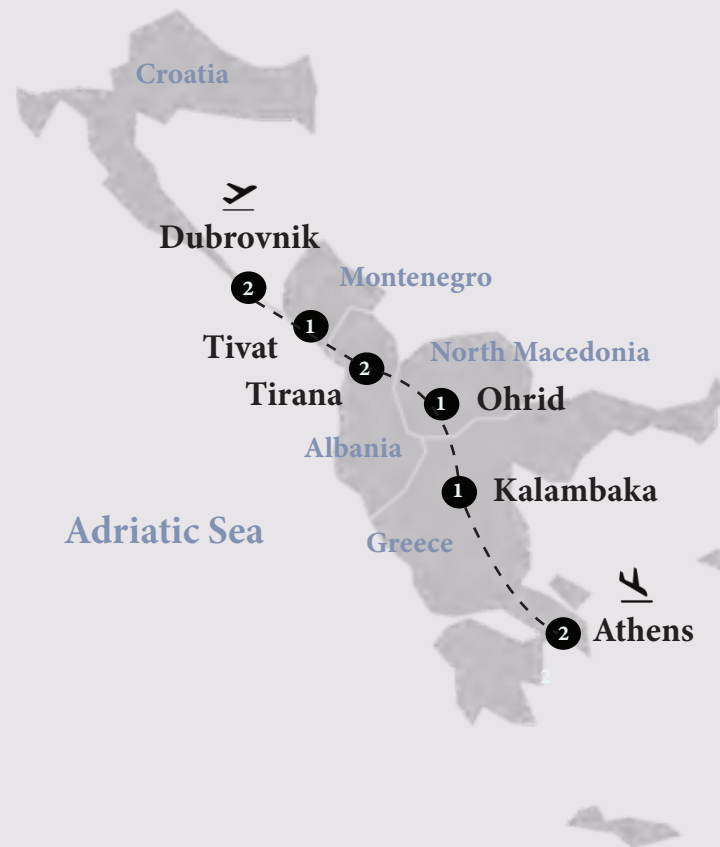 Croatia
Dubrovnik
2
Montenegro
1
Tivat
North Macedonia
2
Tirana
1
Ohrid
Albania
1
Kalambaka
Adriatic Sea
Greece
2
Athens
2